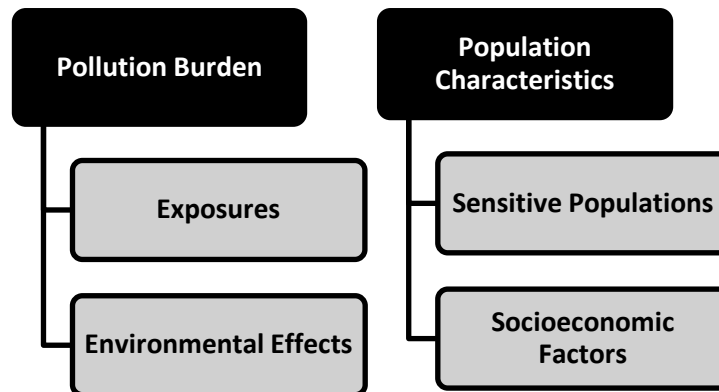 Pollution Burden
Exposures
Environmental Effects
Population
Characteristics
Sensitive Populations
Socioeconomic
Factors